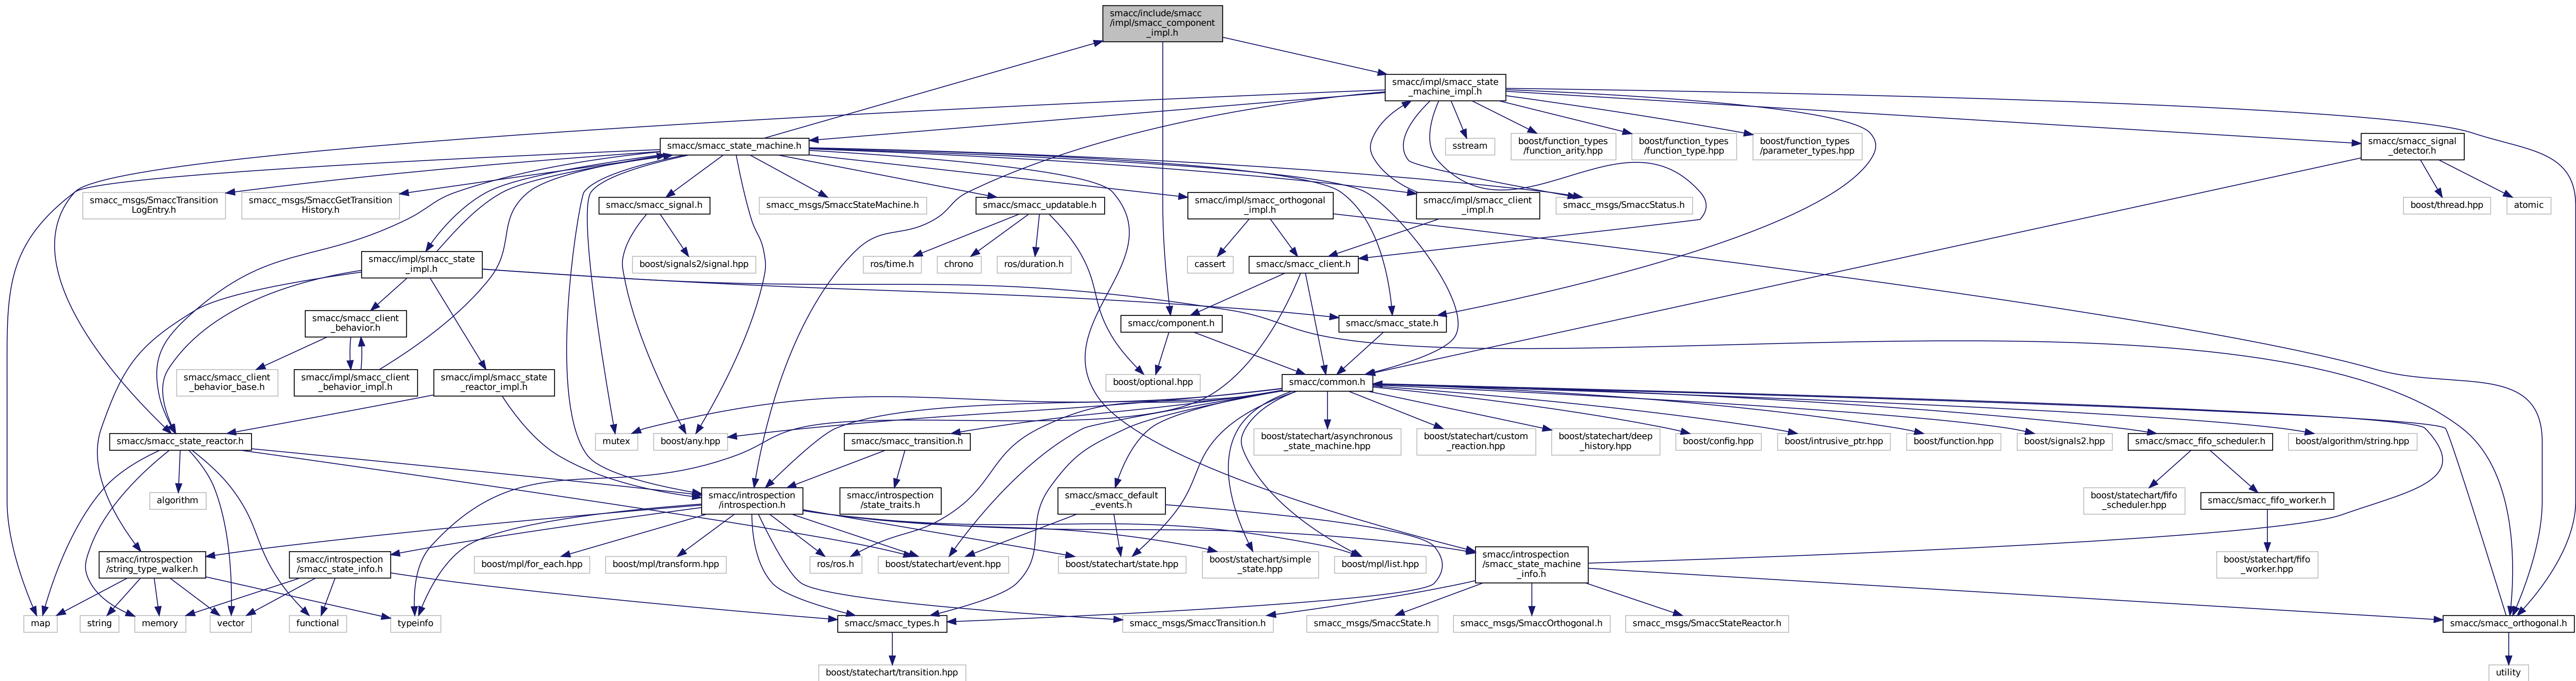 smacc/include/smacc
/impl/smacc_component
_impl.h
smacc/impl/smacc_state
_machine_impl.h
smacc/smacc_state_machine.h
sstream
boost/function_types
/function_arity.hpp
boost/function_types
/function_type.hpp
boost/function_types
/parameter_types.hpp
smacc/smacc_signal
_detector.h
smacc_msgs/SmaccTransition
LogEntry.h
smacc_msgs/SmaccGetTransition
History.h
smacc/smacc_signal.h
smacc_msgs/SmaccStateMachine.h
smacc/smacc_updatable.h
smacc/impl/smacc_orthogonal
_impl.h
smacc/impl/smacc_client
_impl.h
smacc_msgs/SmaccStatus.h
boost/thread.hpp
atomic
smacc/impl/smacc_state
_impl.h
boost/signals2/signal.hpp
ros/time.h
chrono
ros/duration.h
cassert
smacc/smacc_client.h
smacc/smacc_client
_behavior.h
smacc/component.h
smacc/smacc_state.h
smacc/smacc_client
_behavior_base.h
smacc/impl/smacc_client
_behavior_impl.h
smacc/impl/smacc_state
_reactor_impl.h
boost/optional.hpp
smacc/common.h
smacc/smacc_state_reactor.h
mutex
boost/any.hpp
smacc/smacc_transition.h
boost/statechart/asynchronous
_state_machine.hpp
boost/statechart/custom
_reaction.hpp
boost/statechart/deep
_history.hpp
boost/config.hpp
boost/intrusive_ptr.hpp
boost/function.hpp
boost/signals2.hpp
smacc/smacc_fifo_scheduler.h
boost/algorithm/string.hpp
algorithm
smacc/introspection
/introspection.h
smacc/introspection
/state_traits.h
smacc/smacc_default
_events.h
boost/statechart/fifo
_scheduler.hpp
smacc/smacc_fifo_worker.h
smacc/introspection
/string_type_walker.h
smacc/introspection
/smacc_state_info.h
boost/mpl/for_each.hpp
boost/mpl/transform.hpp
ros/ros.h
boost/statechart/event.hpp
boost/statechart/state.hpp
boost/statechart/simple
_state.hpp
boost/mpl/list.hpp
smacc/introspection
/smacc_state_machine
_info.h
boost/statechart/fifo
_worker.hpp
map
string
memory
vector
functional
typeinfo
smacc/smacc_types.h
smacc_msgs/SmaccTransition.h
smacc_msgs/SmaccState.h
smacc_msgs/SmaccOrthogonal.h
smacc_msgs/SmaccStateReactor.h
smacc/smacc_orthogonal.h
boost/statechart/transition.hpp
utility